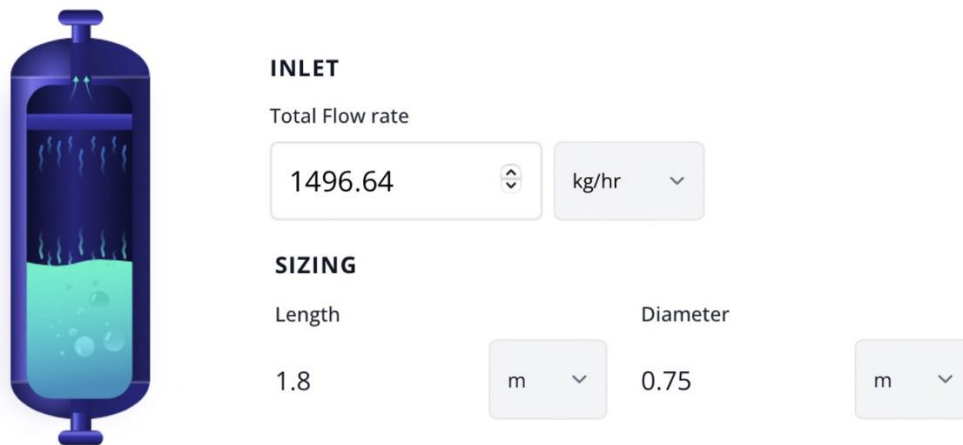 INLET
Total Flow rate
1496.64 kg/hr
SIZING
Length Diameter
1.8 m 0.75 m